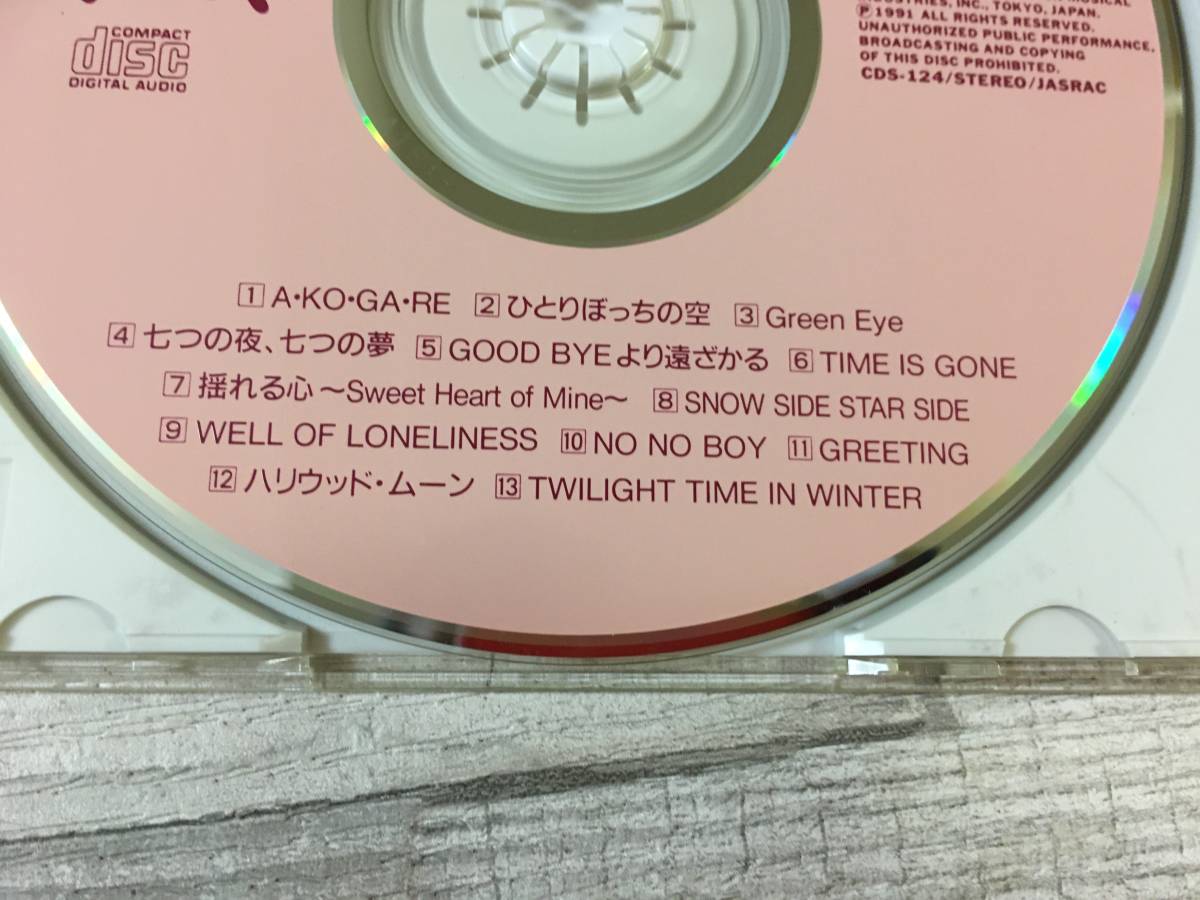 COMPACT
disc
DIGITAL AUDIO
MUSICAL
INDUSTRIES, INC., TOKYO, JAPAN.
Ⓟ1991 ALL RIGHTS RESERVED.
UNAUTHORIZED PUBLIC PERFORMANCE,
BROADCASTING AND COPYING
OF THIS DISC PROHIBITED.
CDS-124/STEREO/JASRAC
1 A・KO・GA・RE 2 ひとりぼっちの空 3 Green Eye
4 七つの夜、七つの夢 5 GOOD BYEより遠ざかる 6 TIME IS GONE
7 揺れる心 〜Sweet Heart of Mine〜 8 SNOW SIDE STAR SIDE
9 WELL OF LONELINESS 10 NO NO BOY 11 GREETING
12 ハリウッド・ムーン 13 TWILIGHT TIME IN WINTER